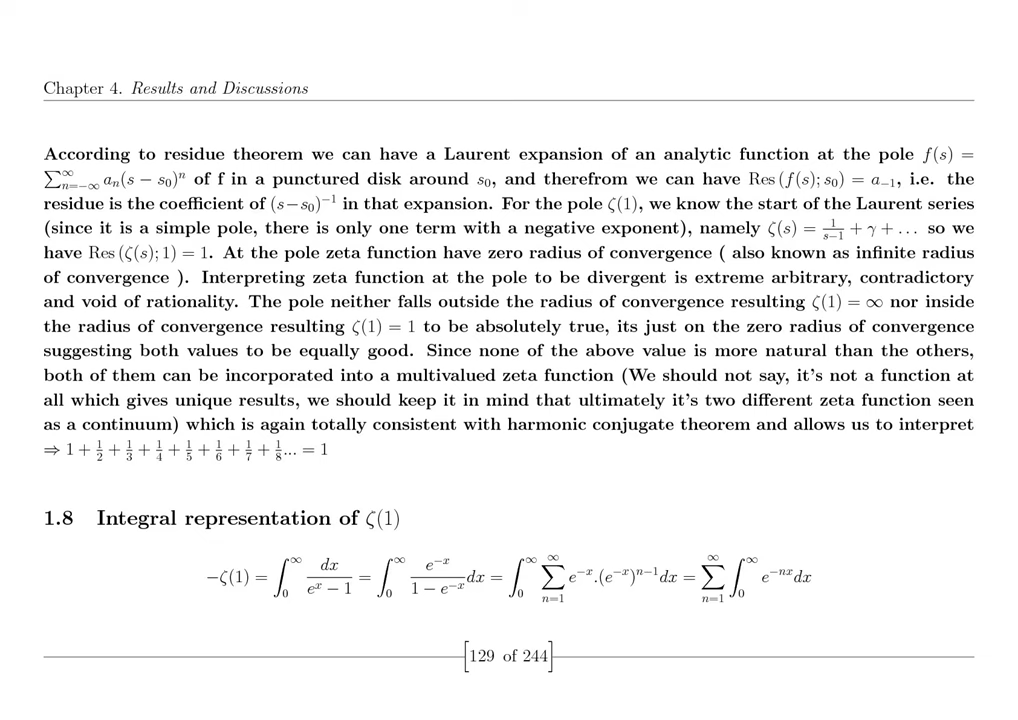 Chapter 4. Results and Discussions
According to residue theorem we can have a Laurent expansion of an analytic function at the pole f(s) =
∑_{n=−∞}^{∞} a_n(s − s_0)^n of f in a punctured disk around s_0, and therefrom we can have Res (f(s); s_0) = a_{−1}, i.e. the
residue is the coefficient of (s−s_0)^{−1} in that expansion. For the pole ζ(1), we know the start of the Laurent series
(since it is a simple pole, there is only one term with a negative exponent), namely ζ(s) = 1/(s−1) + γ + . . . so we
have Res (ζ(s); 1) = 1. At the pole zeta function have zero radius of convergence ( also known as infinite radius
of convergence ). Interpreting zeta function at the pole to be divergent is extreme arbitrary, contradictory
and void of rationality. The pole neither falls outside the radius of convergence resulting ζ(1) = ∞ nor inside
the radius of convergence resulting ζ(1) = 1 to be absolutely true, its just on the zero radius of convergence
suggesting both values to be equally good. Since none of the above value is more natural than the others,
both of them can be incorporated into a multivalued zeta function (We should not say, it's not a function at
all which gives unique results, we should keep it in mind that ultimately it's two different zeta function seen
as a continuum) which is again totally consistent with harmonic conjugate theorem and allows us to interpret
⇒ 1 + 1/2 + 1/3 + 1/4 + 1/5 + 1/6 + 1/7 + 1/8... = 1
1.8 Integral representation of ζ(1)
−ζ(1) = ∫_0^∞ dx/(e^x − 1) = ∫_0^∞ e^{−x}/(1 − e^{−x}) dx = ∫_0^∞ ∑_{n=1}^∞ e^{−x}.(e^{−x})^{n−1} dx = ∑_{n=1}^∞ ∫_0^∞ e^{−nx} dx
[129 of 244]